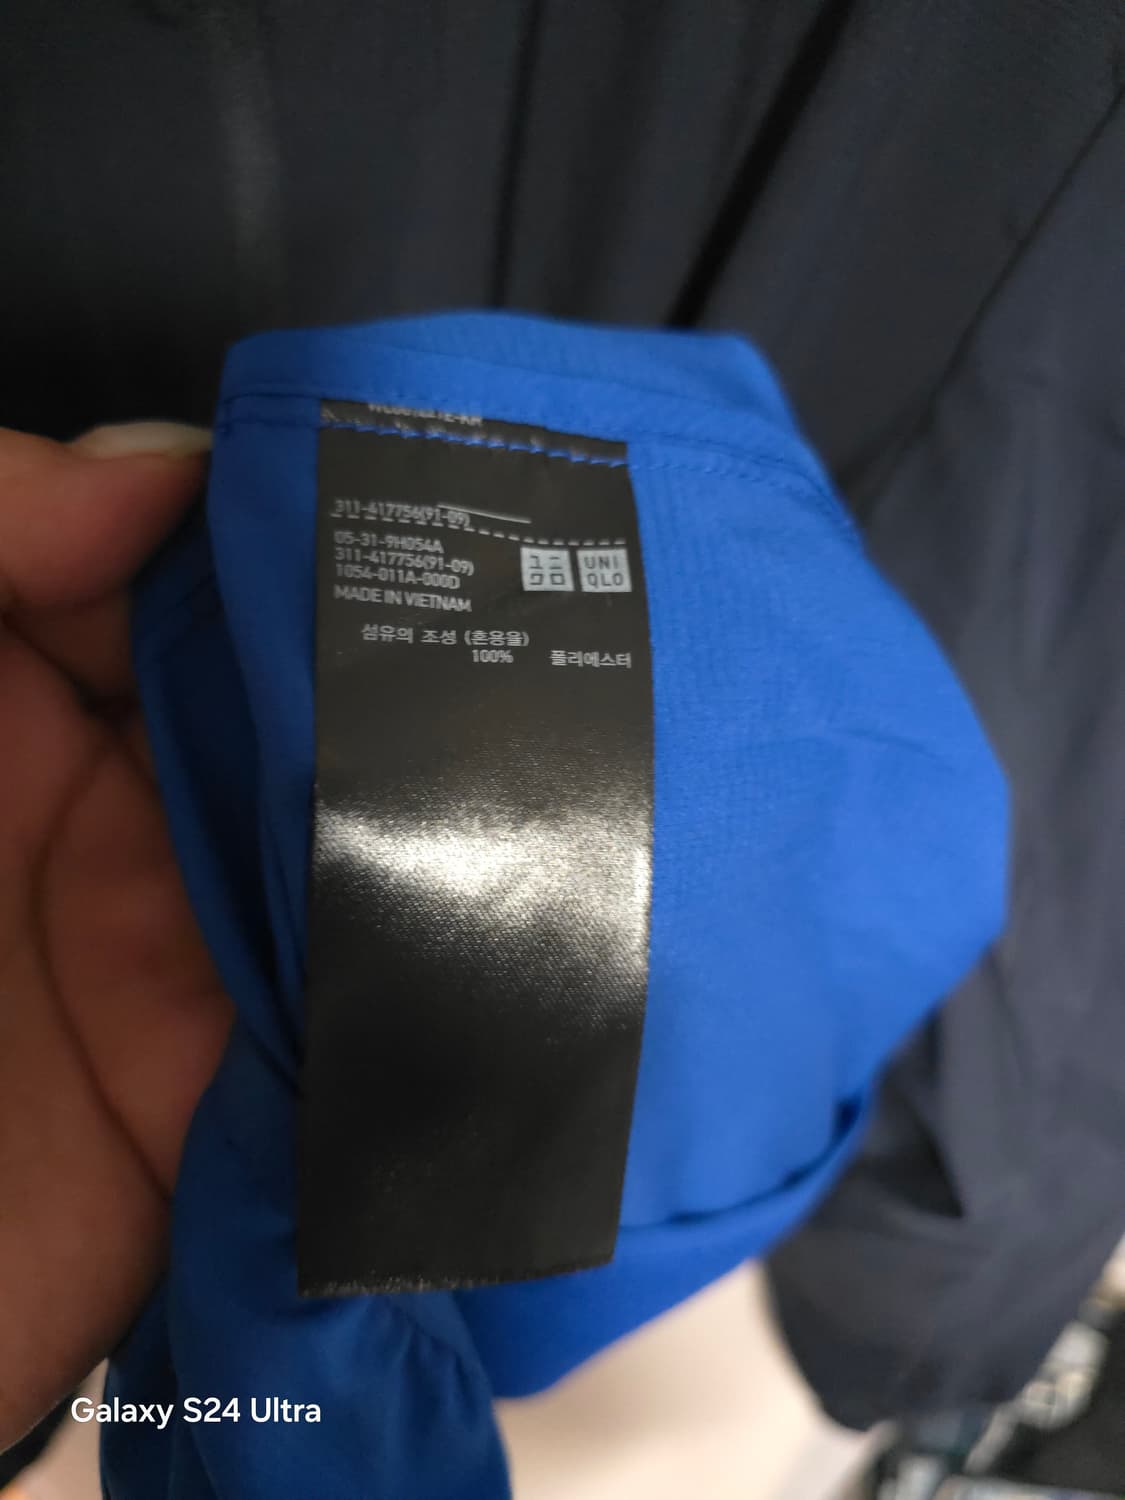 311-417756(91-09)
05-31-9H054A
311-417756(91-09)
1054-011A-000D
MADE IN VIETNAM
ユニ
クロ
UNI
QLO
섬유의 조성 (혼용율)
100% 폴리에스터
Galaxy S24 Ultra